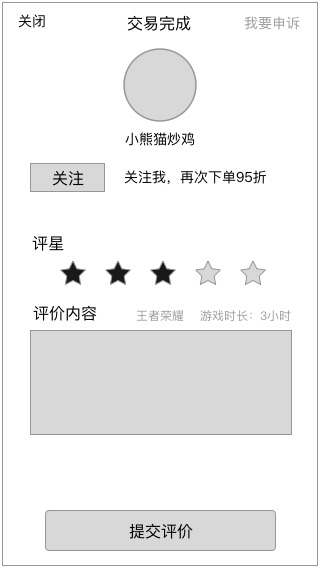 关闭 交易完成 我要申诉
小熊猫炒鸡
关注 关注我，再次下单95折
评星
评价内容 王者荣耀 游戏时长：3小时
提交评价